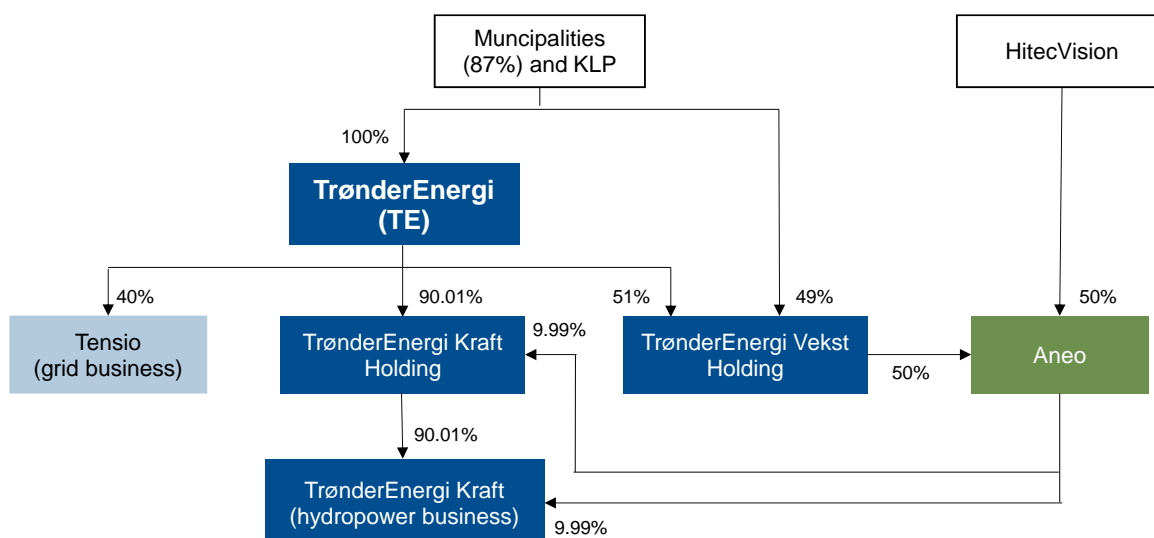 Muncipalities
(87%) and KLP
HitecVision
100%
TrønderEnergi
(TE)
40%
90.01%
51%
49%
50%
Tensio
(grid business)
TrønderEnergi Kraft
Holding
9.99%
TrønderEnergi Vekst
Holding
50%
Aneo
90.01%
TrønderEnergi Kraft
(hydropower business)
9.99%